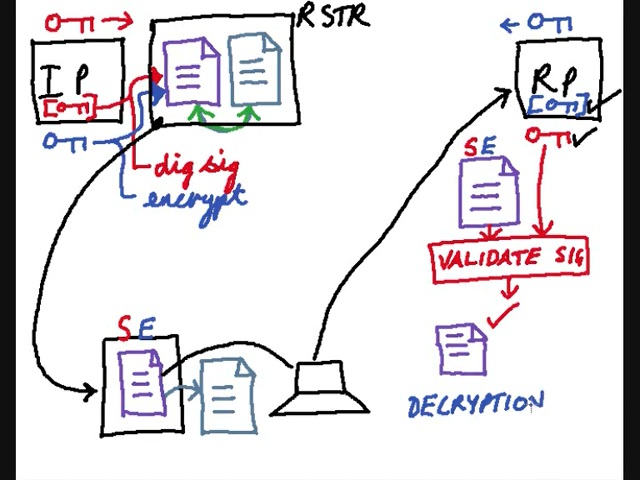 RSTR
IP
RP
dig sig
encrypt
SE
VALIDATE SIG
SE
DECRYPTION